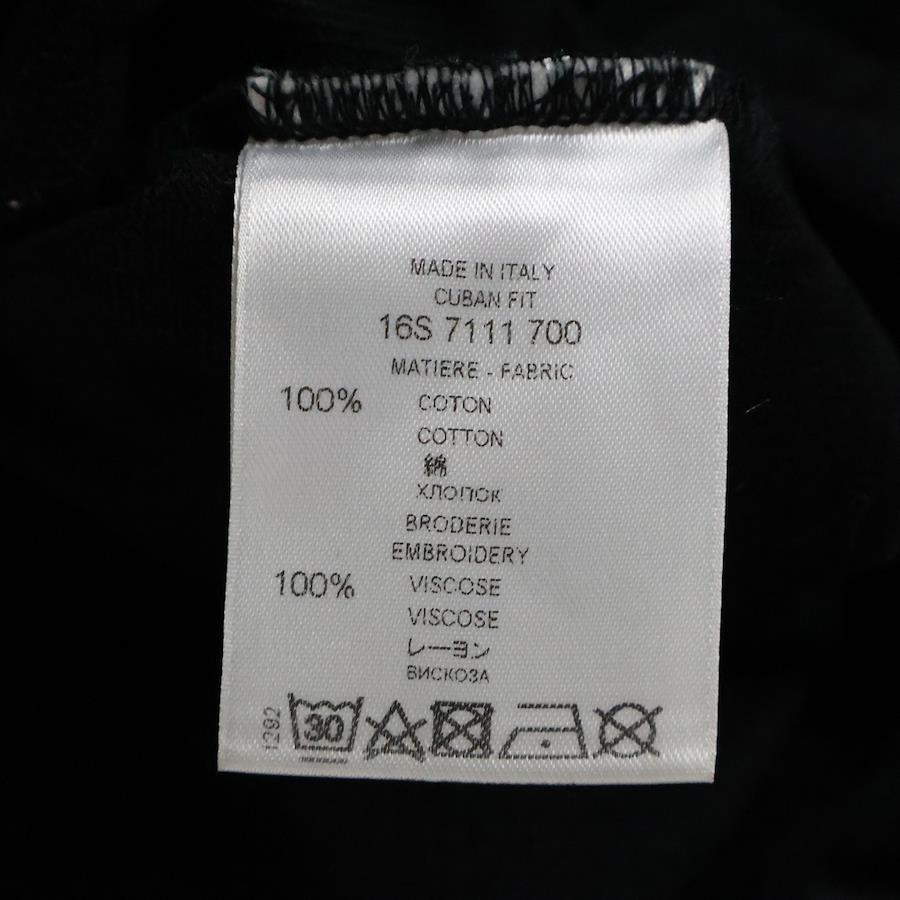 MADE IN ITALY
CUBAN FIT
16S 7111 700
MATIERE - FABRIC
100% COTON
COTTON
綿
ХЛОПОК
BRODERIE
EMBROIDERY
100% VISCOSE
VISCOSE
レーヨン
ВИСКОЗА
1292
30